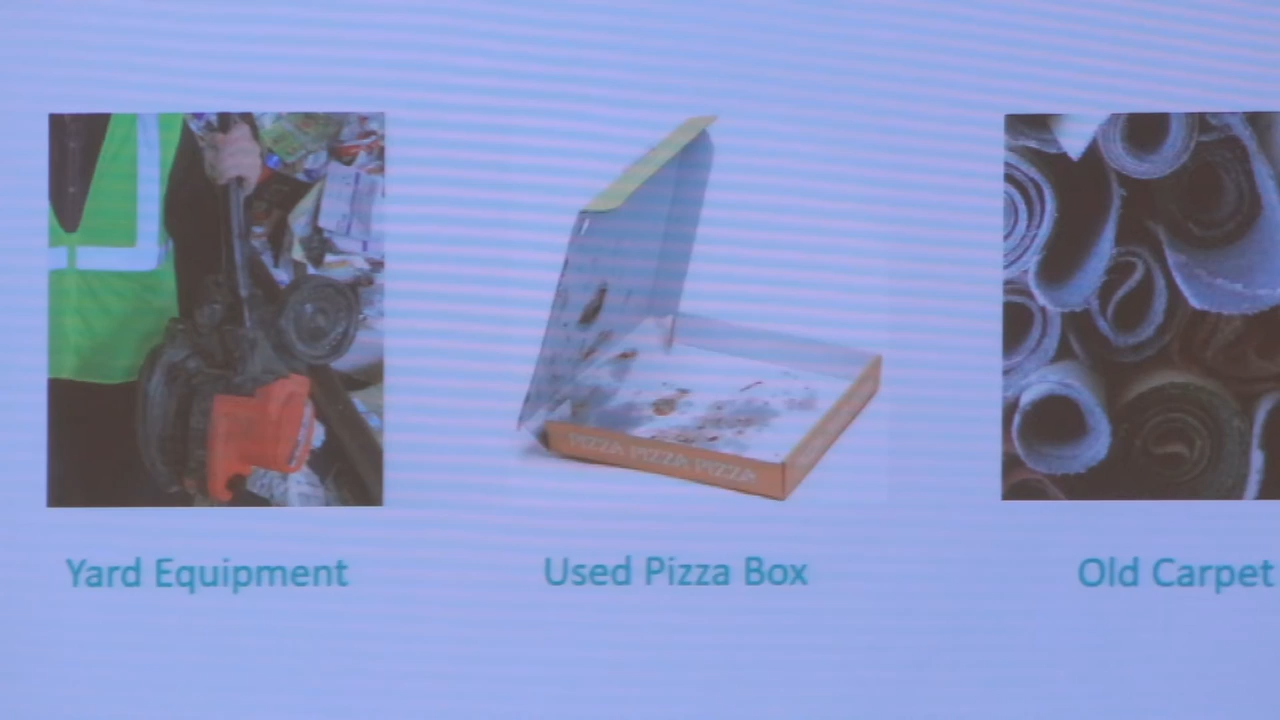 PIZZA PIZZA PIZZA
Yard Equipment
Used Pizza Box
Old Carpet